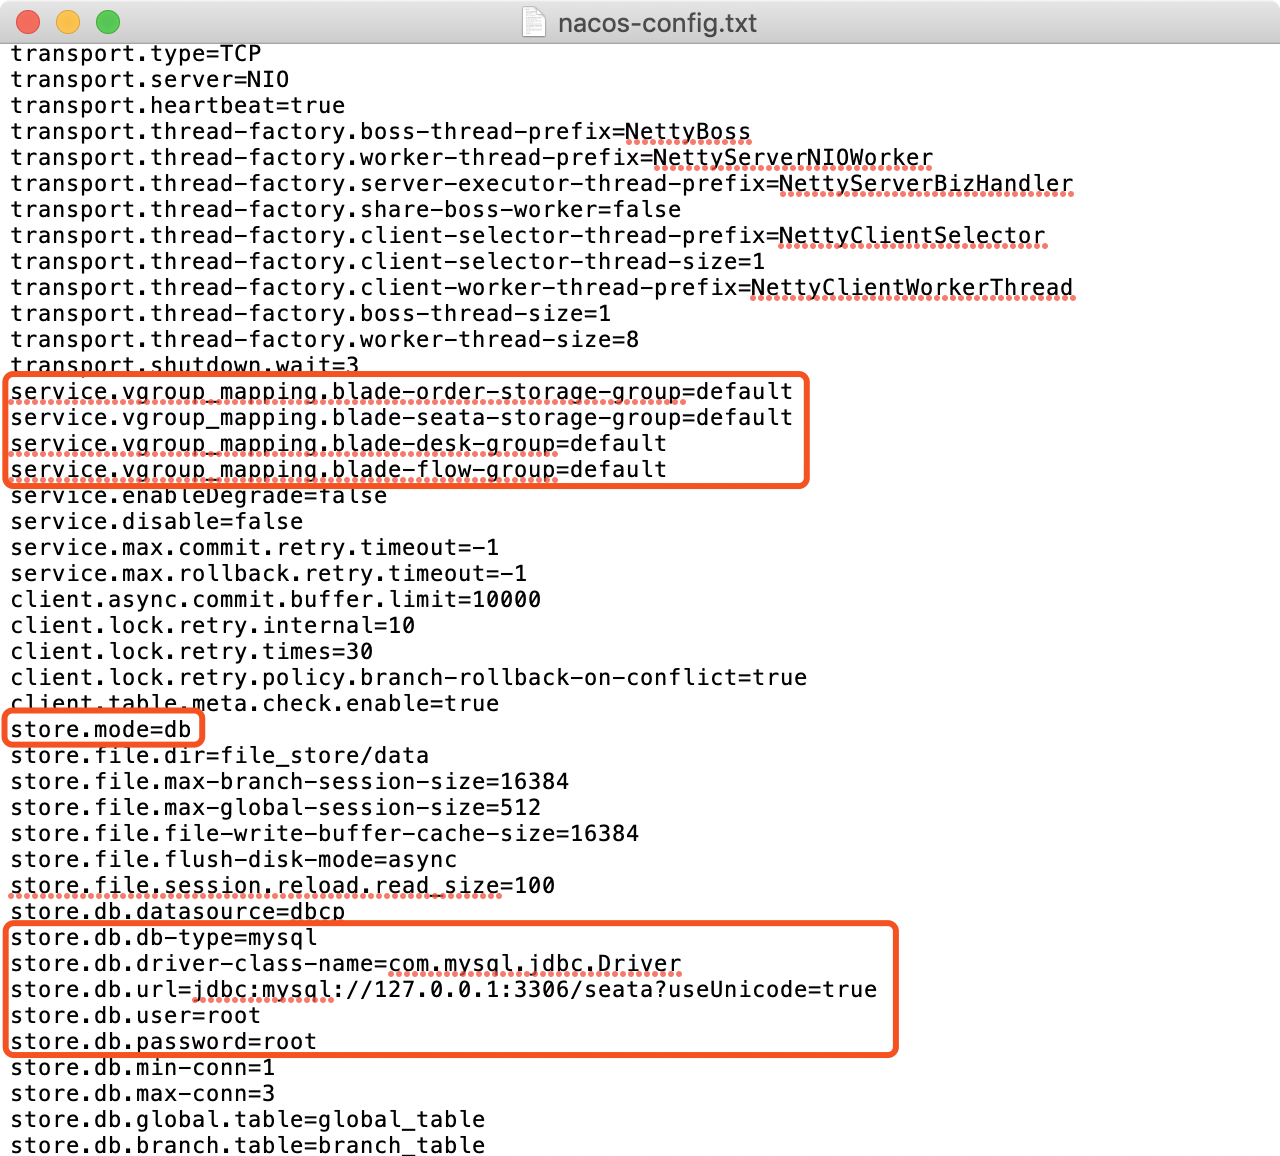 nacos-config.txt
transport.type=TCP
transport.server=NIO
transport.heartbeat=true
transport.thread-factory.boss-thread-prefix=NettyBoss
transport.thread-factory.worker-thread-prefix=NettyServerNIOWorker
transport.thread-factory.server-executor-thread-prefix=NettyServerBizHandler
transport.thread-factory.share-boss-worker=false
transport.thread-factory.client-selector-thread-prefix=NettyClientSelector
transport.thread-factory.client-selector-thread-size=1
transport.thread-factory.client-worker-thread-prefix=NettyClientWorkerThread
transport.thread-factory.boss-thread-size=1
transport.thread-factory.worker-thread-size=8
transport.shutdown.wait=3
service.vgroup_mapping.blade-order-storage-group=default
service.vgroup_mapping.blade-seata-storage-group=default
service.vgroup_mapping.blade-desk-group=default
service.vgroup_mapping.blade-flow-group=default
service.enableDegrade=false
service.disable=false
service.max.commit.retry.timeout=-1
service.max.rollback.retry.timeout=-1
client.async.commit.buffer.limit=10000
client.lock.retry.internal=10
client.lock.retry.times=30
client.lock.retry.policy.branch-rollback-on-conflict=true
client.table.meta.check.enable=true
store.mode=db
store.file.dir=file_store/data
store.file.max-branch-session-size=16384
store.file.max-global-session-size=512
store.file.file-write-buffer-cache-size=16384
store.file.flush-disk-mode=async
store.file.session.reload.read_size=100
store.db.datasource=dbcp
store.db.db-type=mysql
store.db.driver-class-name=com.mysql.jdbc.Driver
store.db.url=jdbc:mysql://127.0.0.1:3306/seata?useUnicode=true
store.db.user=root
store.db.password=root
store.db.min-conn=1
store.db.max-conn=3
store.db.global.table=global_table
store.db.branch.table=branch_table